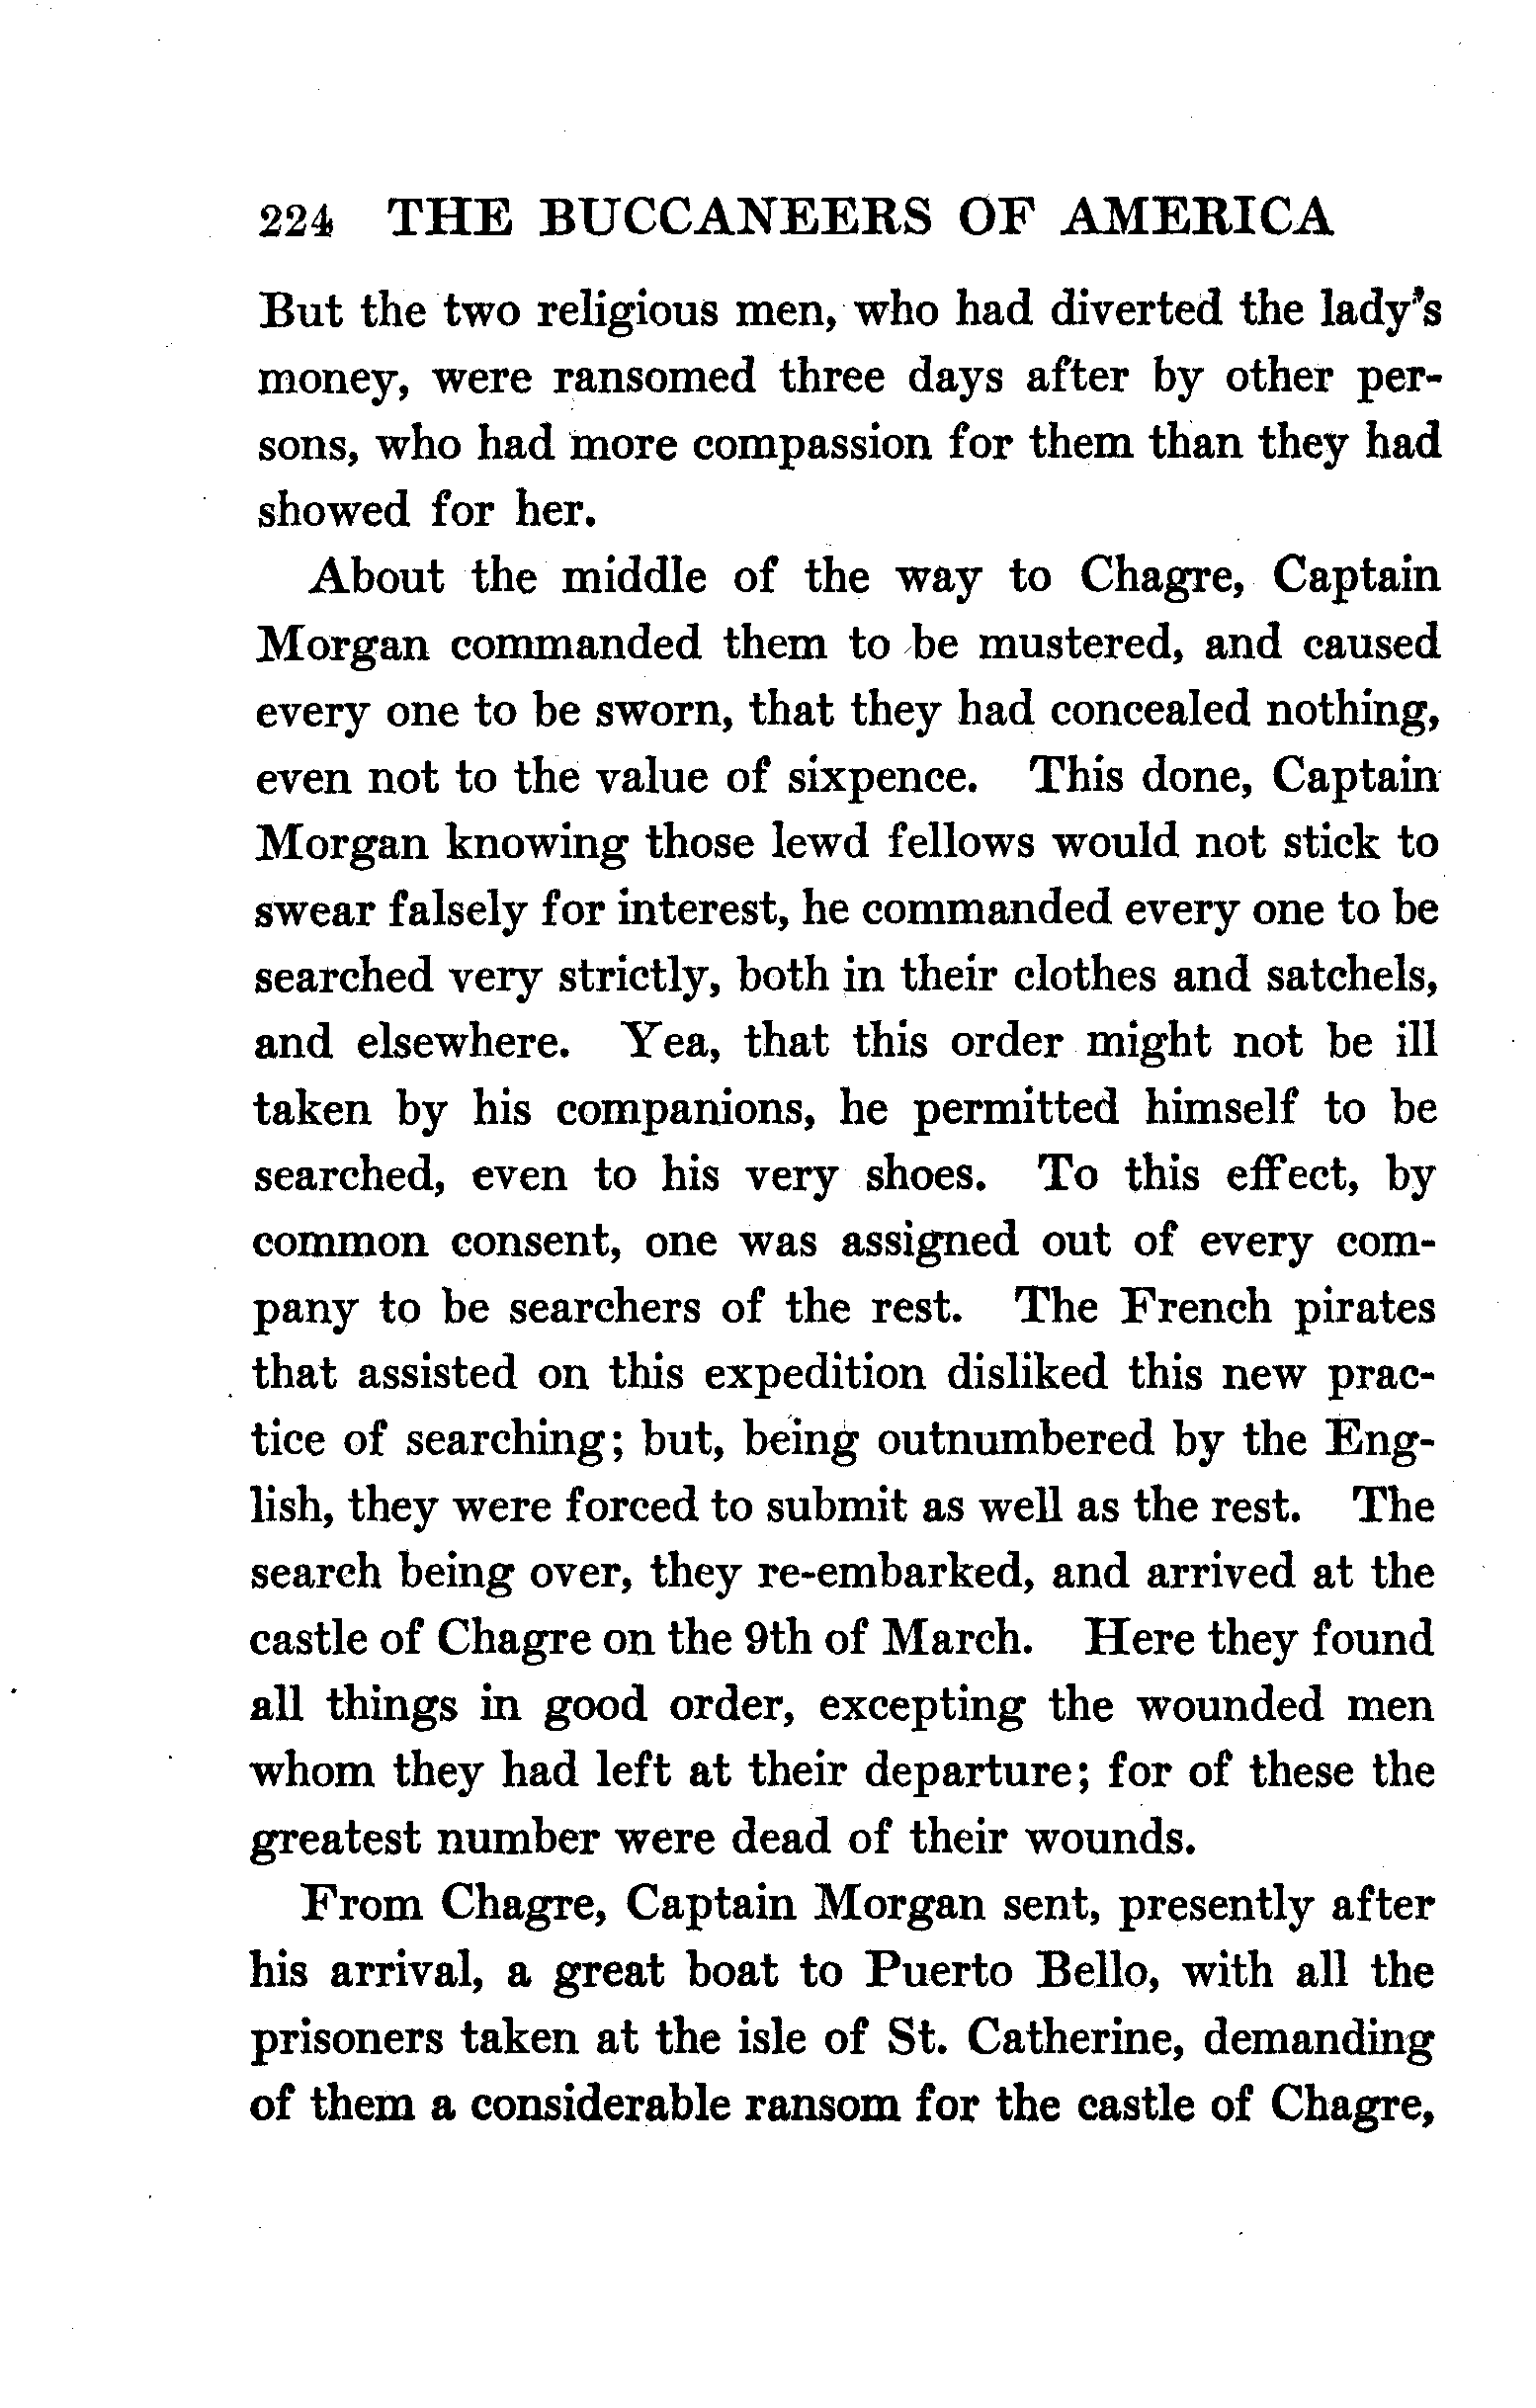 224 THE BUCCANEERS OF AMERICA
But the two religious men, who had diverted the lady's
money, were ransomed three days after by other per-
sons, who had more compassion for them than they had
showed for her.
About the middle of the way to Chagre, Captain
Morgan commanded them to be mustered, and caused
every one to be sworn, that they had concealed nothing,
even not to the value of sixpence. This done, Captain
Morgan knowing those lewd fellows would not stick to
swear falsely for interest, he commanded every one to be
searched very strictly, both in their clothes and satchels,
and elsewhere. Yea, that this order might not be ill
taken by his companions, he permitted himself to be
searched, even to his very shoes. To this effect, by
common consent, one was assigned out of every com-
pany to be searchers of the rest. The French pirates
that assisted on this expedition disliked this new prac-
tice of searching; but, being outnumbered by the Eng-
lish, they were forced to submit as well as the rest. The
search being over, they re-embarked, and arrived at the
castle of Chagre on the 9th of March. Here they found
all things in good order, excepting the wounded men
whom they had left at their departure; for of these the
greatest number were dead of their wounds.
From Chagre, Captain Morgan sent, presently after
his arrival, a great boat to Puerto Bello, with all the
prisoners taken at the isle of St. Catherine, demanding
of them a considerable ransom for the castle of Chagre,